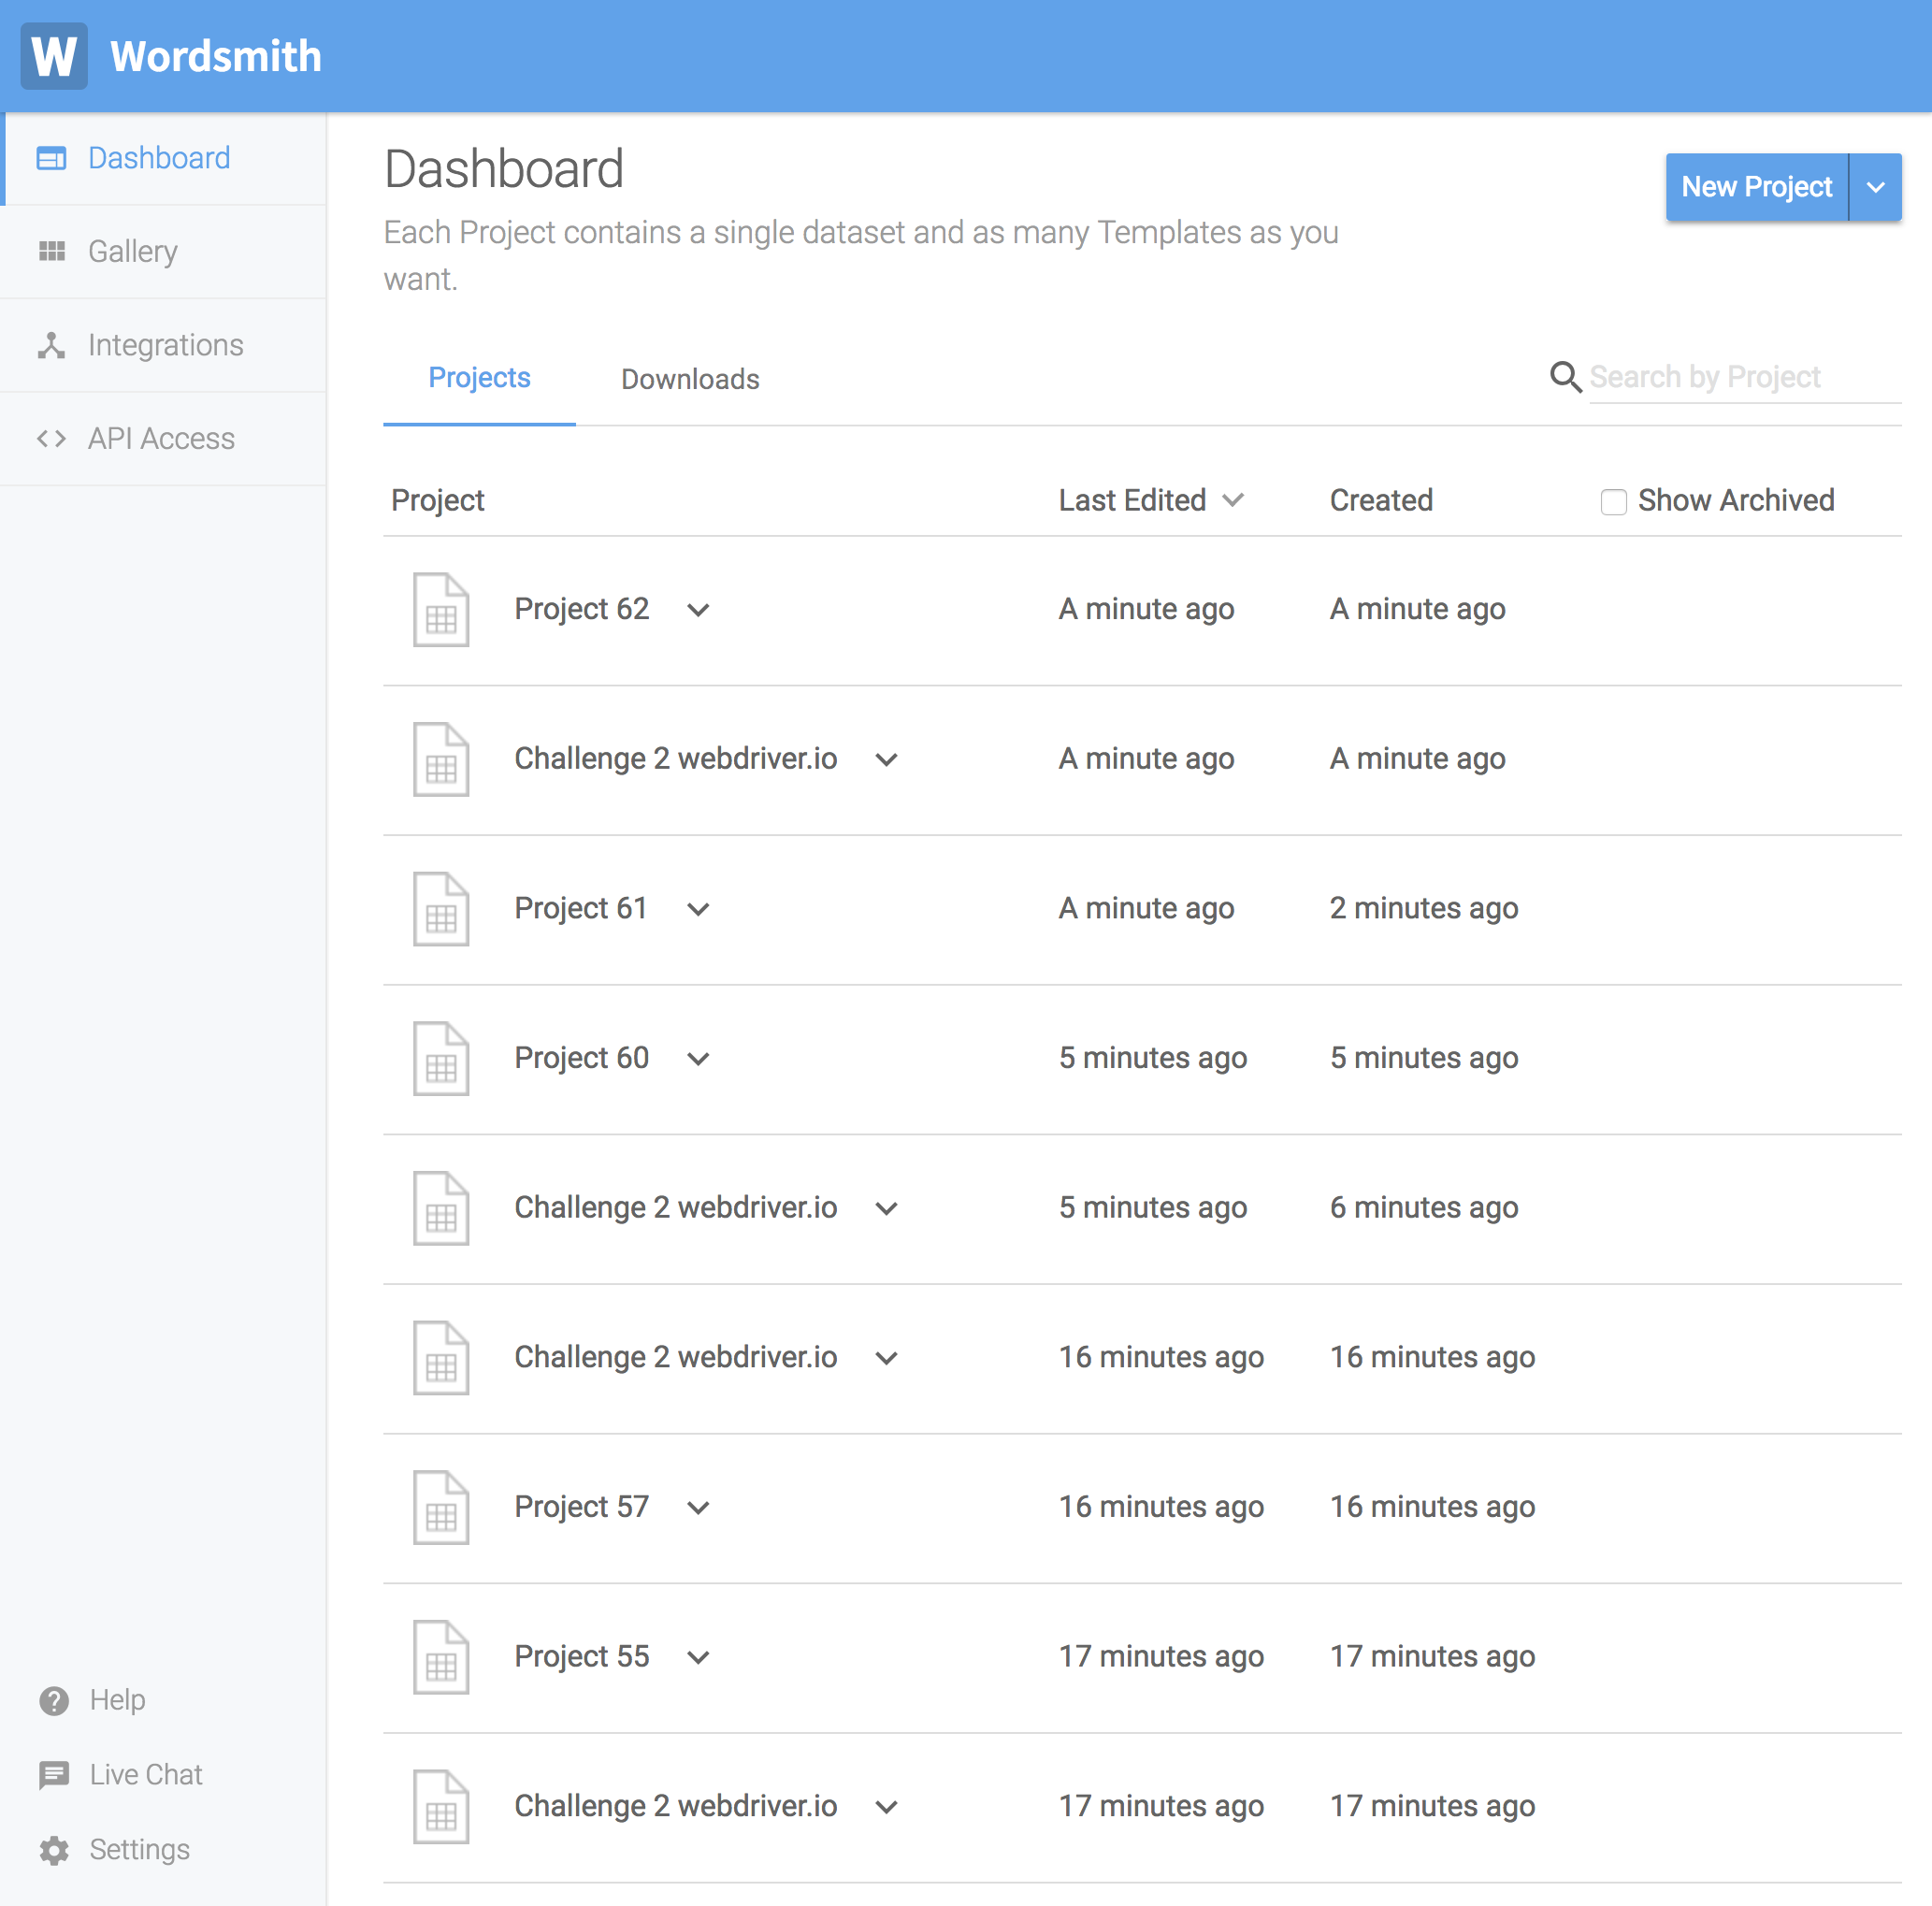 W Wordsmith
Dashboard
Gallery
Integrations
API Access
Help
Live Chat
Settings
Dashboard
Each Project contains a single dataset and as many Templates as you
want.
New Project
Projects Downloads Search by Project
Project Last Edited Created Show Archived
Project 62 A minute ago A minute ago
Challenge 2 webdriver.io A minute ago A minute ago
Project 61 A minute ago 2 minutes ago
Project 60 5 minutes ago 5 minutes ago
Challenge 2 webdriver.io 5 minutes ago 6 minutes ago
Challenge 2 webdriver.io 16 minutes ago 16 minutes ago
Project 57 16 minutes ago 16 minutes ago
Project 55 17 minutes ago 17 minutes ago
Challenge 2 webdriver.io 17 minutes ago 17 minutes ago